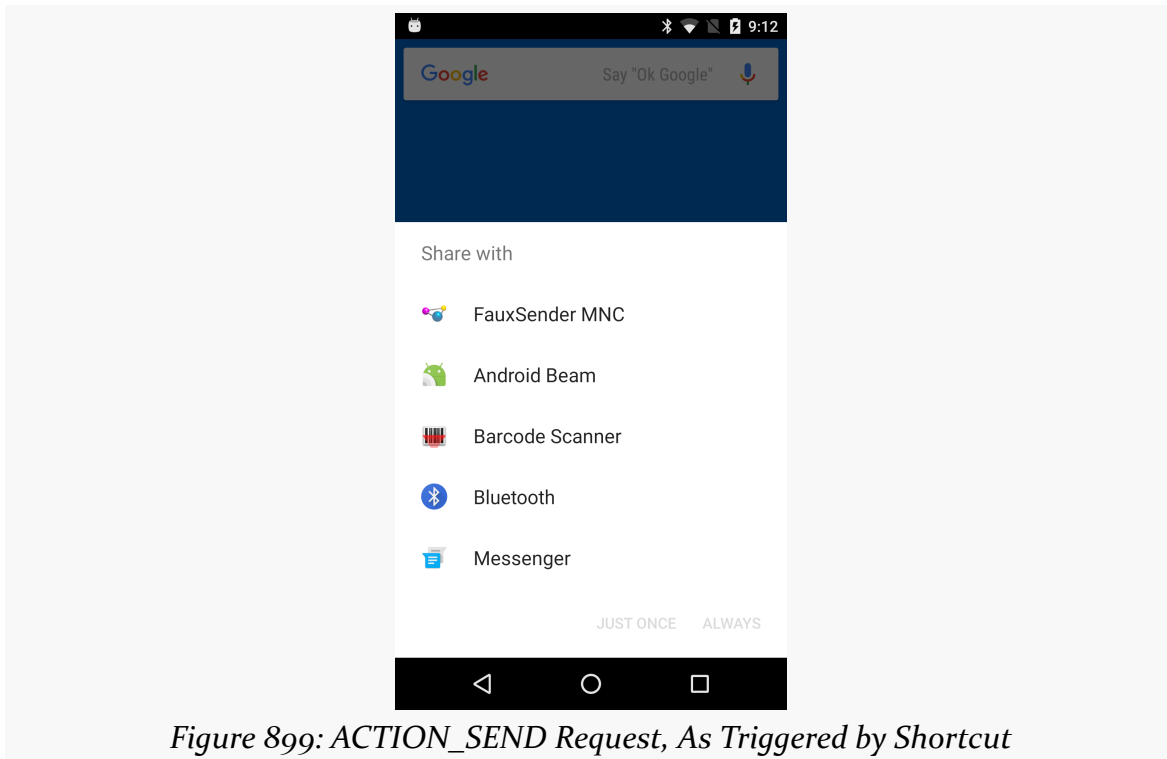 9:12
Google Say "Ok Google"
Share with
FauxSender MNC
Android Beam
Barcode Scanner
Bluetooth
Messenger
JUST ONCE ALWAYS
Figure 899: ACTION_SEND Request, As Triggered by Shortcut